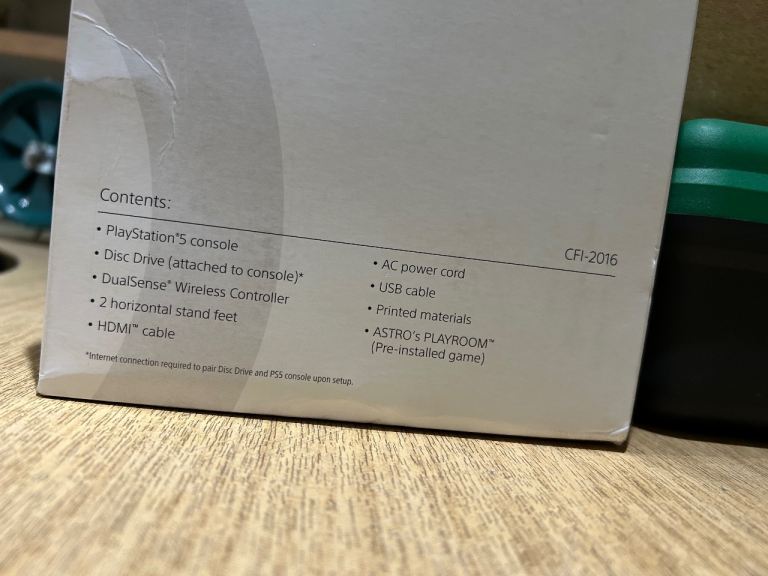 Contents:
CFI-2016
• PlayStation®5 console
• Disc Drive (attached to console)*
• DualSense® Wireless Controller
• 2 horizontal stand feet
• HDMI™ cable
• AC power cord
• USB cable
• Printed materials
• ASTRO's PLAYROOM™
(Pre-installed game)
*Internet connection required to pair Disc Drive and PS5 console upon setup.